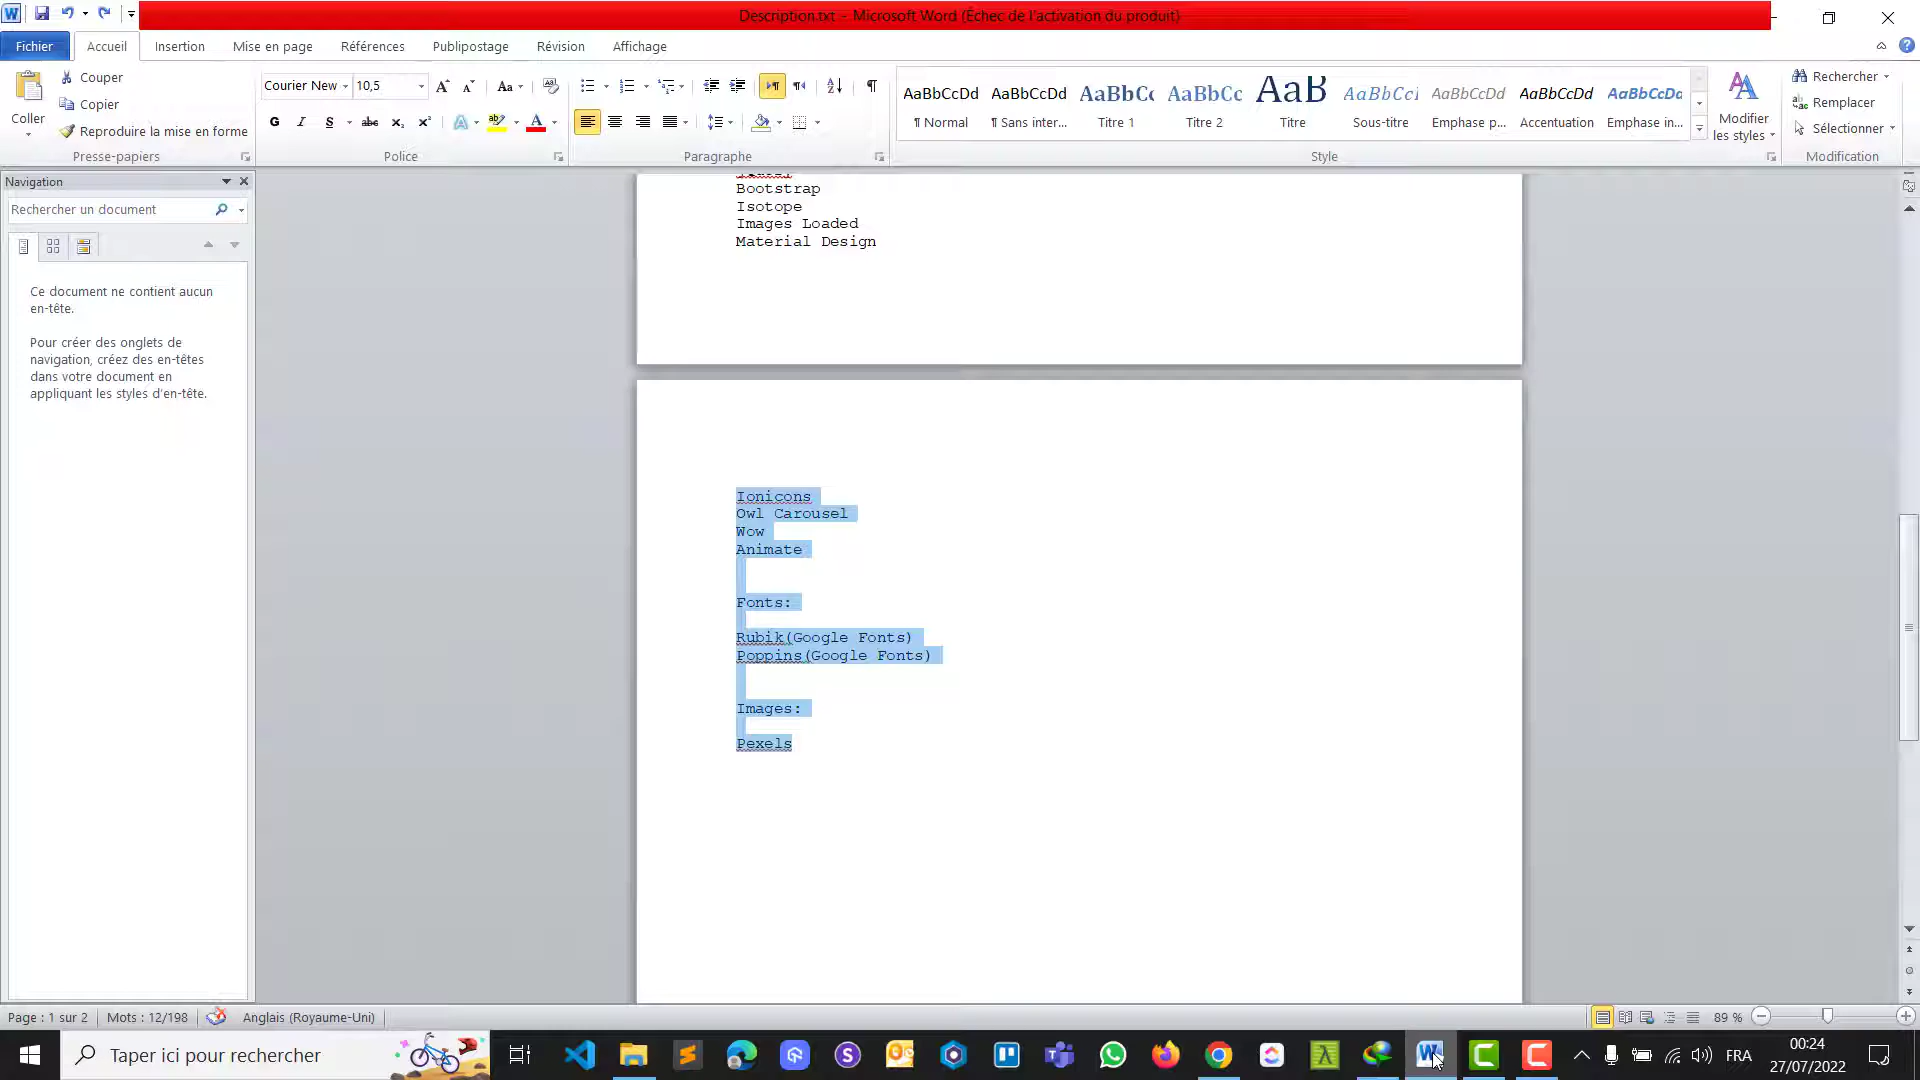 Description.txt - Microsoft Word (Échec de l'activation du produit)
Fichier Accueil Insertion Mise en page Références Publipostage Révision Affichage
Coller
Couper
Copier
Reproduire la mise en forme
Presse-papiers
Courier New 10,5
Aa
G I S abc x₂ x² A ab A
Police
Paragraphe
AaBbCcDd AaBbCcDd AaBbCc AaBbCc AaB AaBbCcI AaBbCcDd AaBbCcDd AaBbCcDd
¶ Normal ¶ Sans inter... Titre 1 Titre 2 Titre Sous-titre Emphase p... Accentuation Emphase in...
Style
Modifier
les styles
Rechercher
Remplacer
Sélectionner
Modification
Navigation
Rechercher un document
Ce document ne contient aucun
en-tête.
Pour créer des onglets de
navigation, créez des en-têtes
dans votre document en
appliquant les styles d'en-tête.
Bootstrap
Isotope
Images Loaded
Material Design
Ionicons
Owl Carousel
Wow
Animate
Fonts:
Rubik(Google Fonts)
Poppins(Google Fonts)
Images:
Pexels
Page : 1 sur 2 Mots : 12/198 Anglais (Royaume-Uni) 89 %
Taper ici pour rechercher
FRA
00:24
27/07/2022